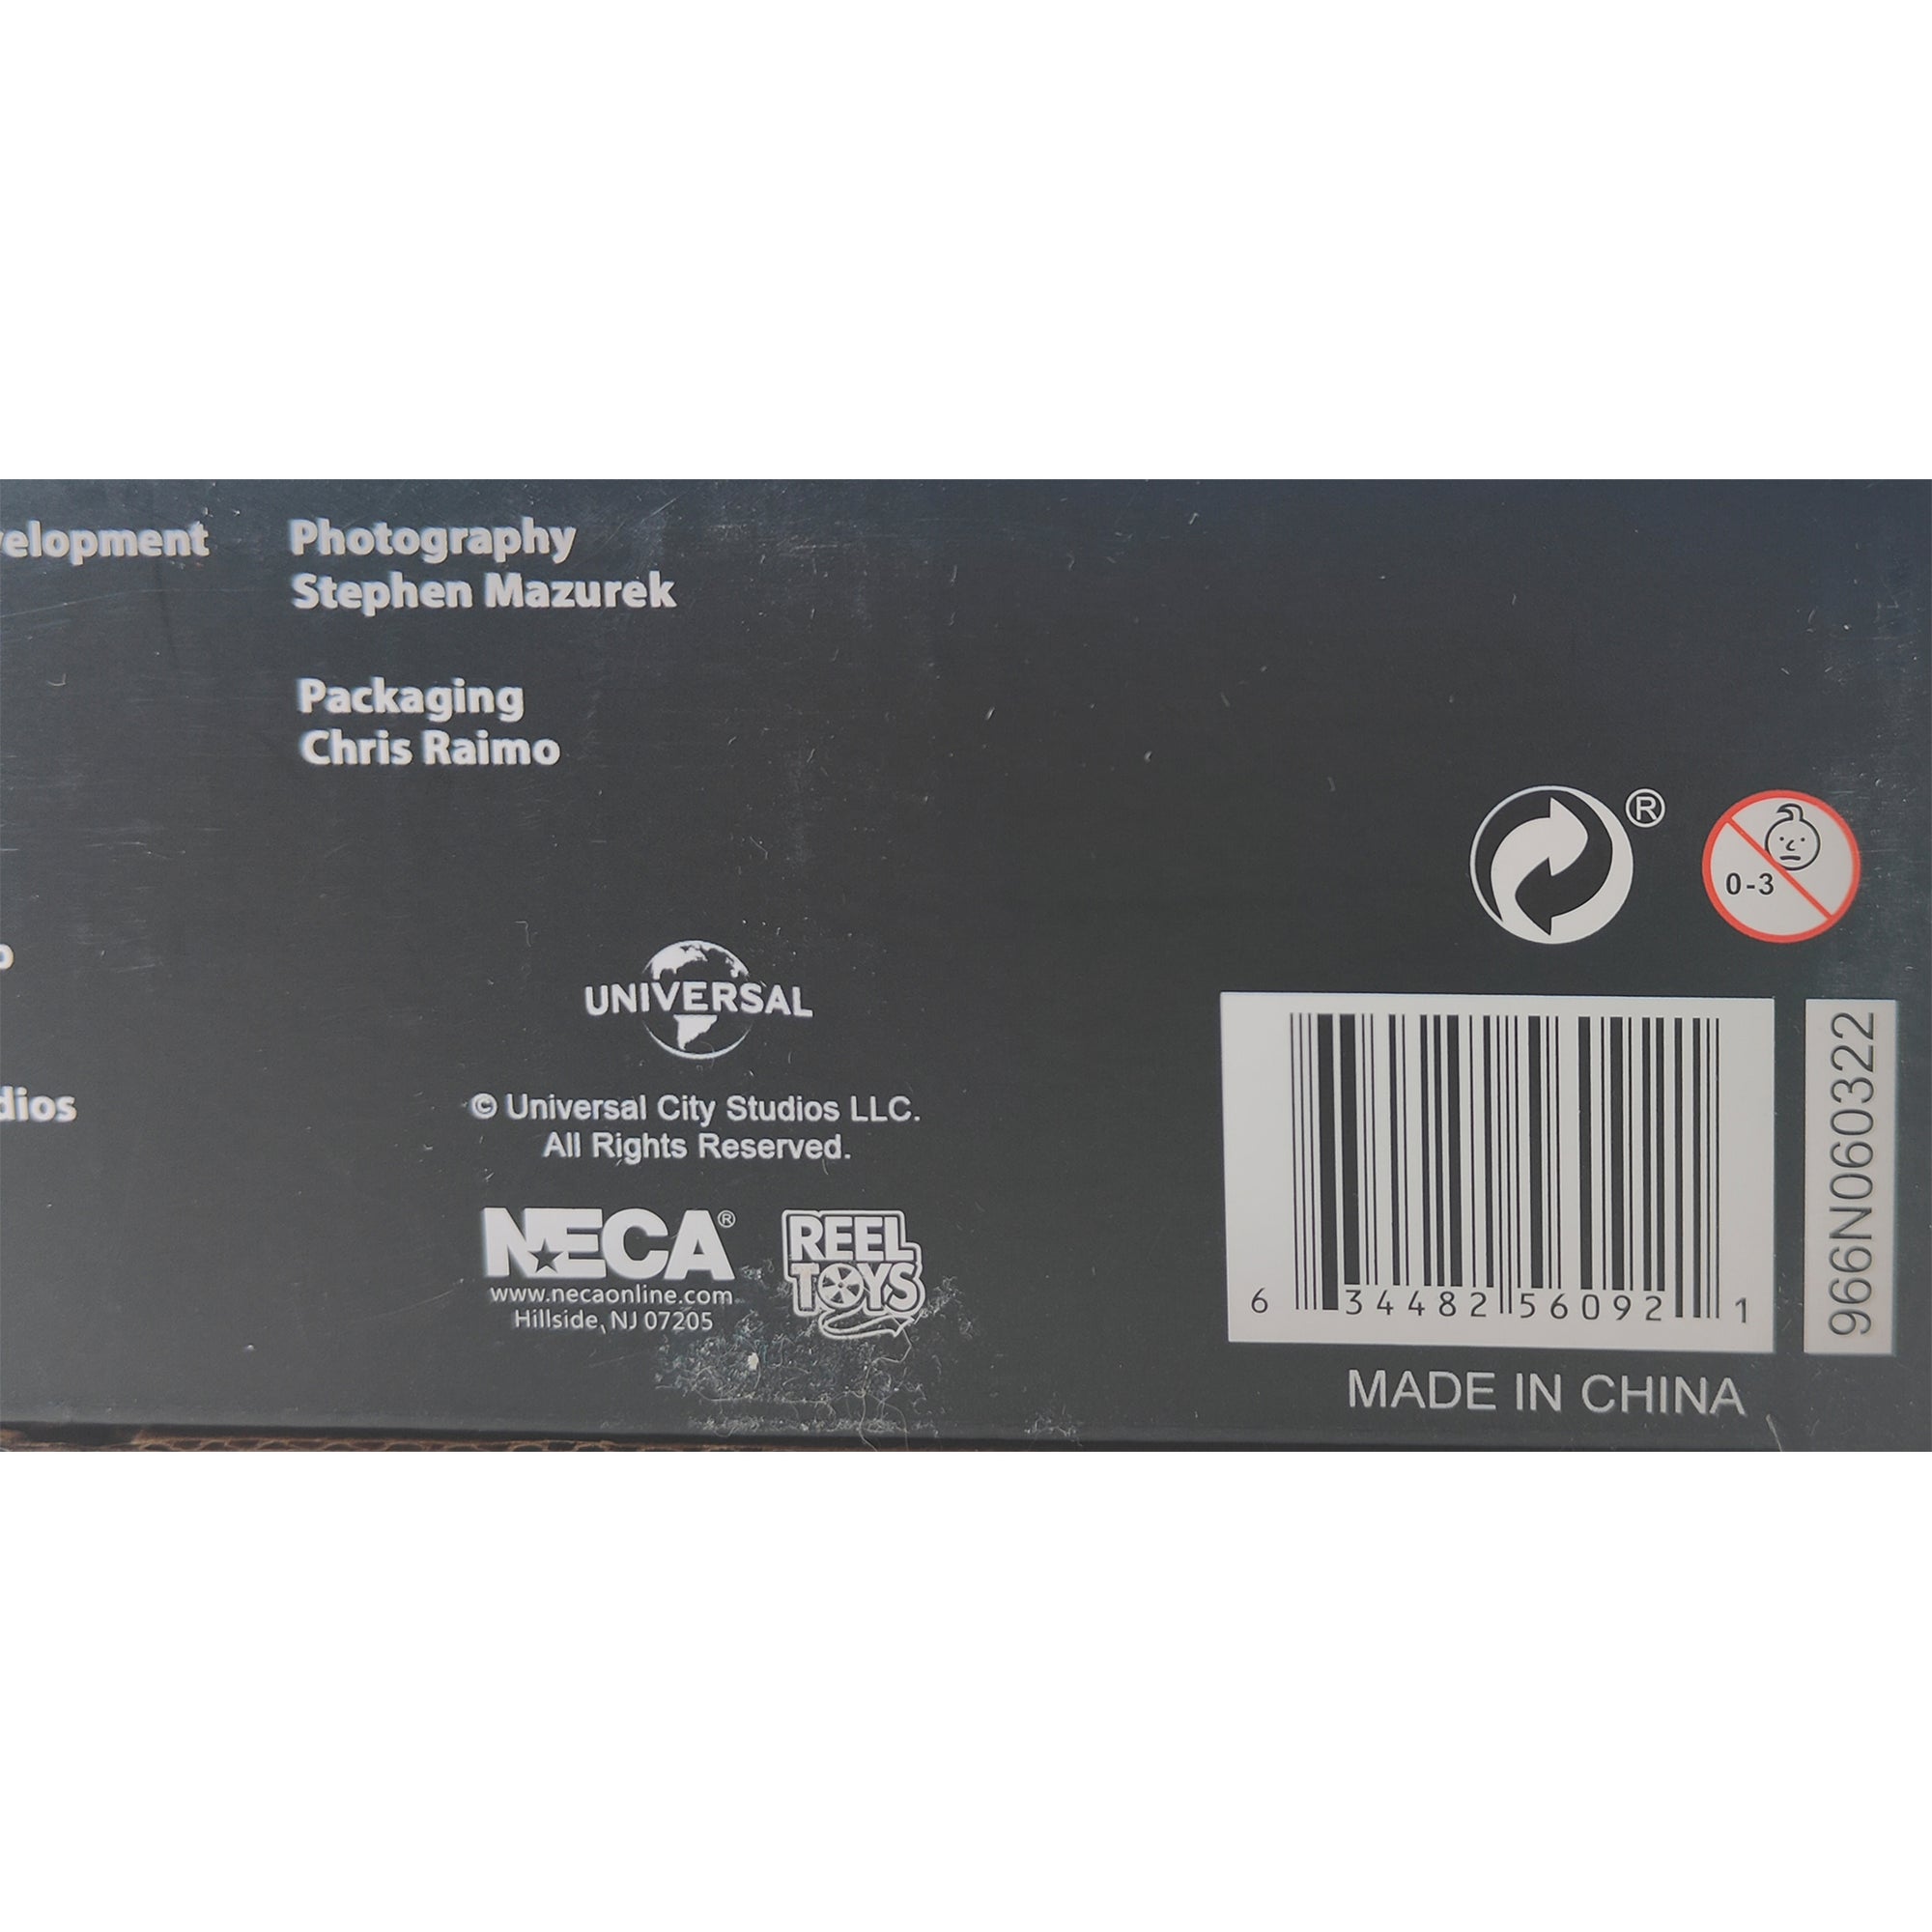 elopment
Photography
Stephen Mazurek
Packaging
Chris Raimo
o
dios
®
0-3
UNIVERSAL
© Universal City Studios LLC.
All Rights Reserved.
NECA®
www.necaonline.com
Hillside, NJ 07205
REEL
TOYS
6 34482 56092 1
966N060322
MADE IN CHINA